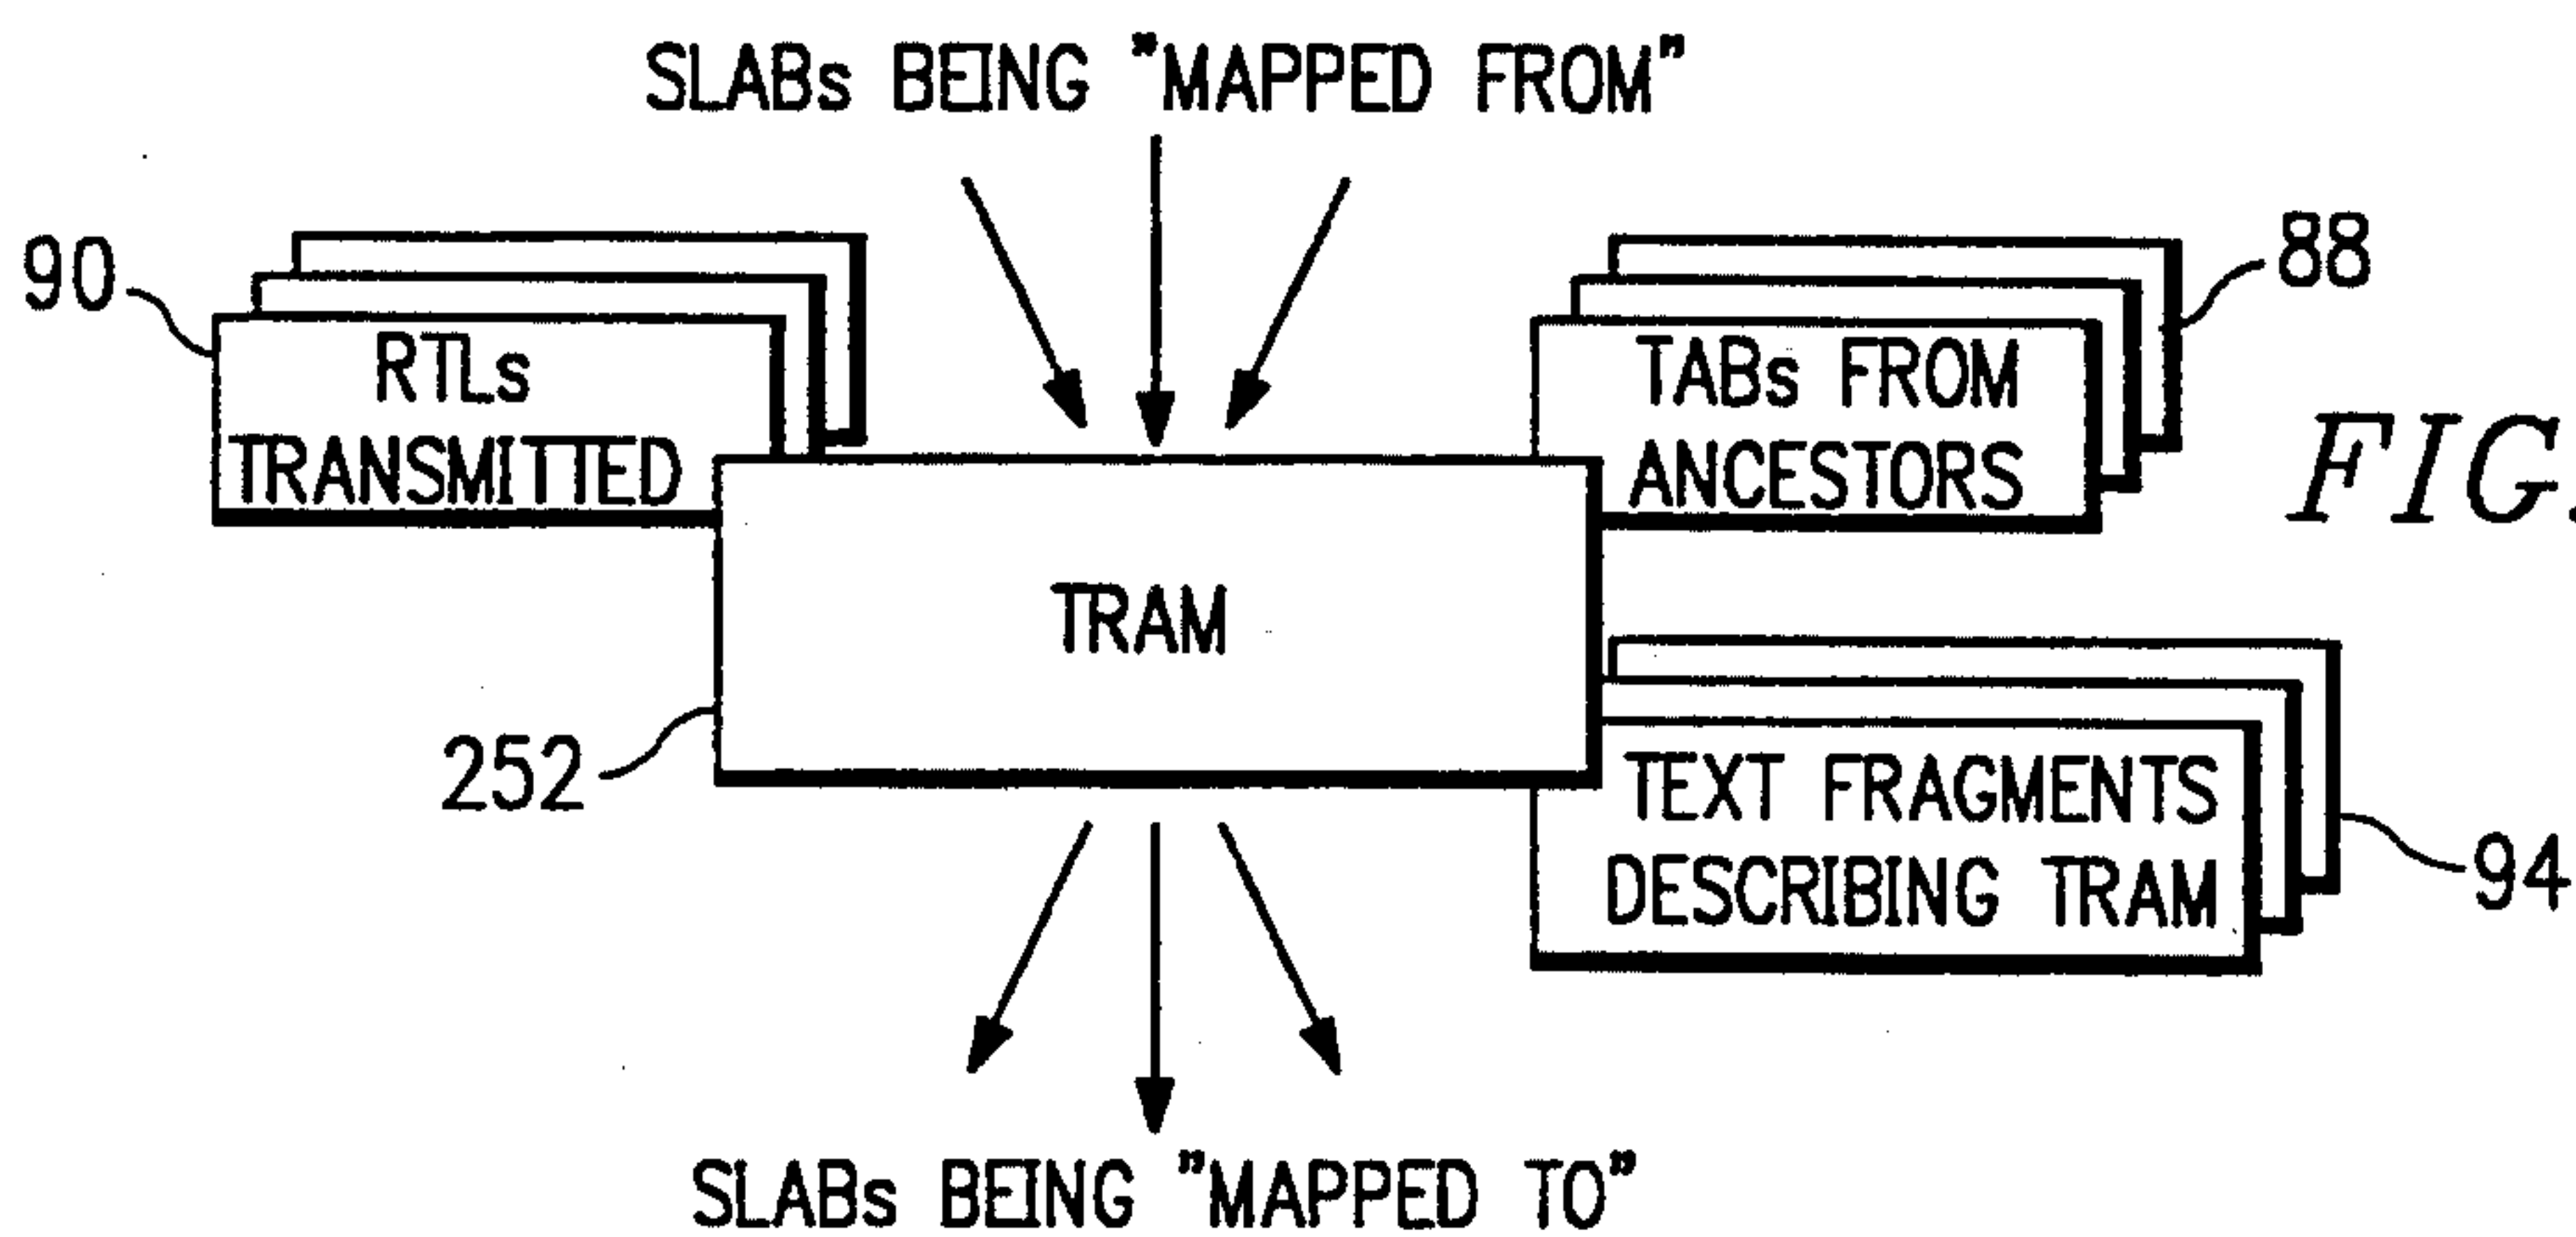 SLABs BEING "MAPPED FROM"
90
88
RTLs
TRANSMITTED
TABs FROM
ANCESTORS
FIG.
TRAM
252
TEXT FRAGMENTS
DESCRIBING TRAM
94
SLABs BEING "MAPPED TO"